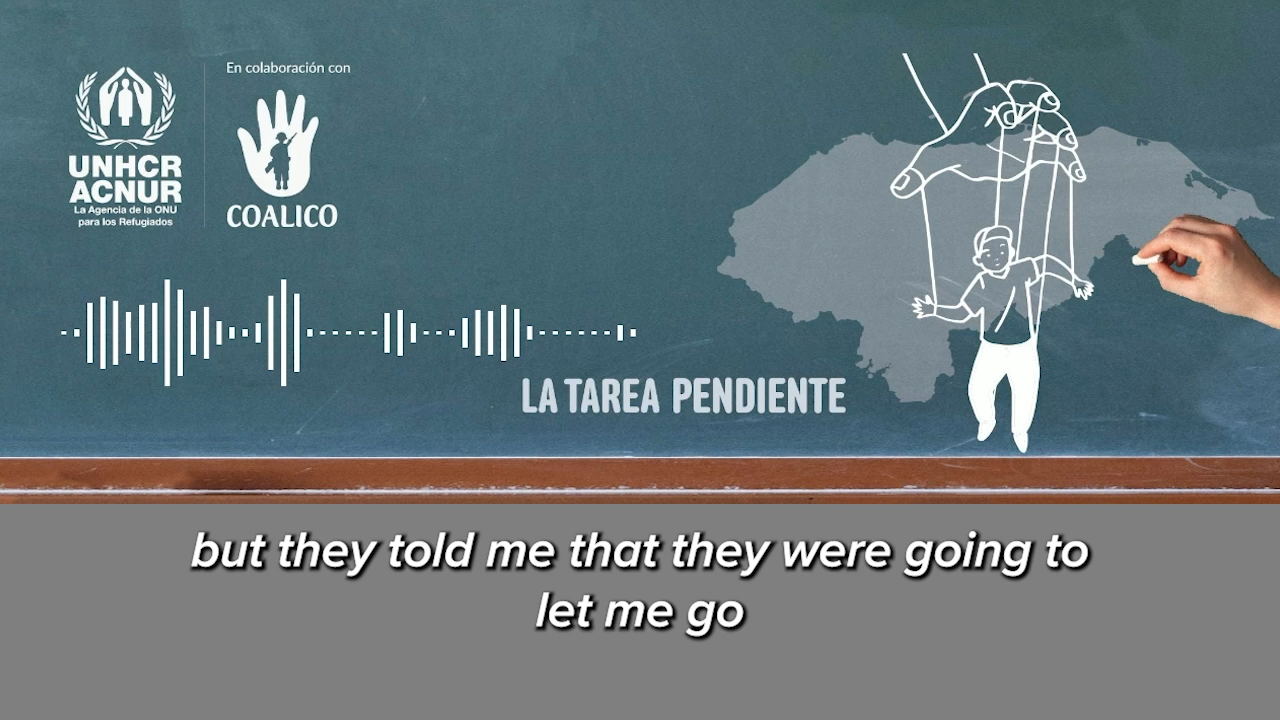 En colaboración con
UNHCR
ACNUR
La Agencia de la ONU
para los Refugiados
COALICO
LA TAREA PENDIENTE
but they told me that they were going to
let me go